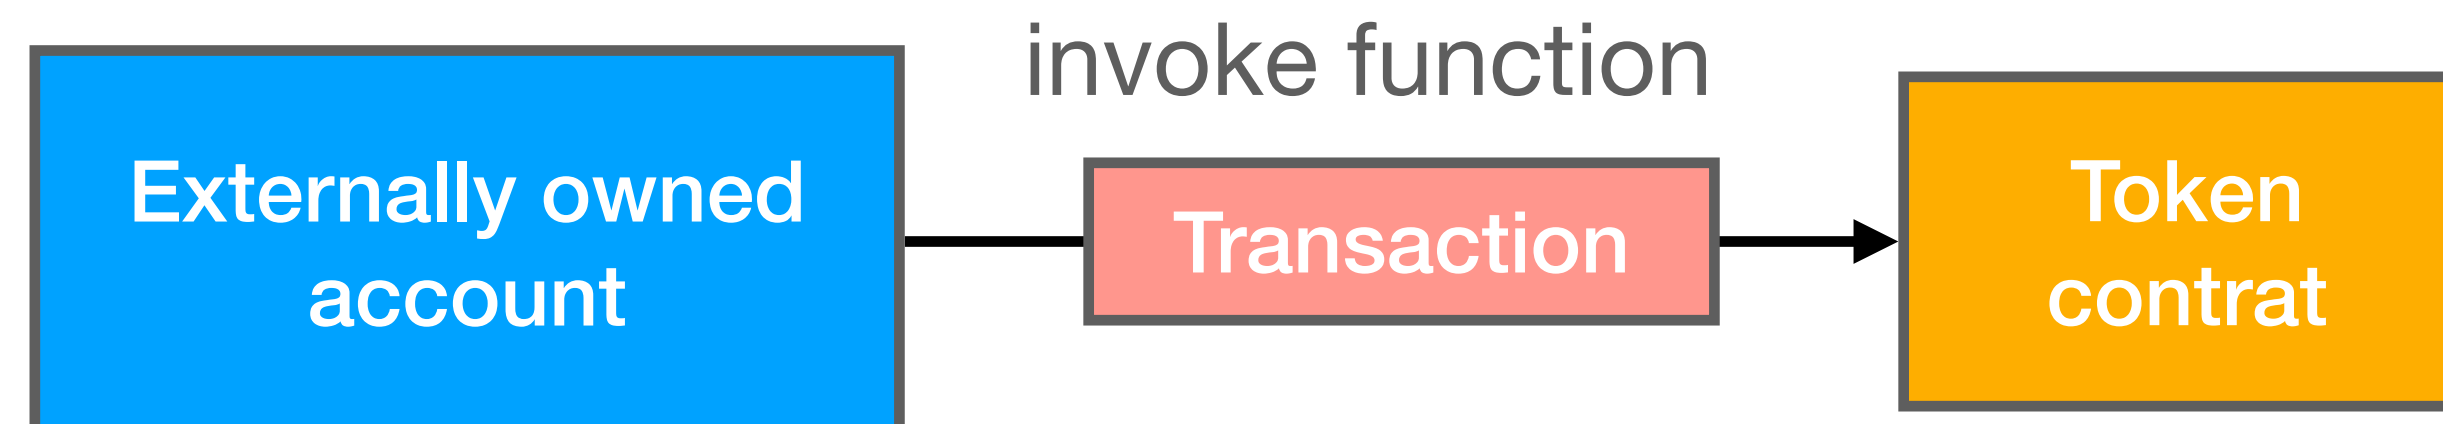 invoke function
Externally owned
account
Transaction
Token
contrat